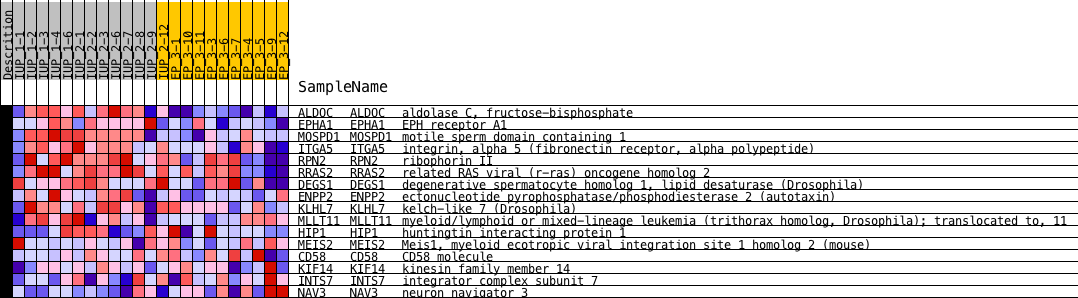 Descrition
IUP_1-1
IUP_1-2
IUP_1-3
IUP_1-4
IUP_1-6
IUP_2-1
IUP_2-2
IUP_2-3
IUP_2-6
IUP_2-7
IUP_2-8
IUP_2-9
IUP_2-12
EP_3-1
EP_3-10
EP_3-11
EP_3-3
EP_3-6
EP_3-7
EP_3-4
EP_3-5
EP_3-9
EP_3-12
SampleName
ALDOC ALDOC aldolase C, fructose-bisphosphate
EPHA1 EPHA1 EPH receptor A1
MOSPD1 MOSPD1 motile sperm domain containing 1
ITGA5 ITGA5 integrin, alpha 5 (fibronectin receptor, alpha polypeptide)
RPN2 RPN2 ribophorin II
RRAS2 RRAS2 related RAS viral (r-ras) oncogene homolog 2
DEGS1 DEGS1 degenerative spermatocyte homolog 1, lipid desaturase (Drosophila)
ENPP2 ENPP2 ectonucleotide pyrophosphatase/phosphodiesterase 2 (autotaxin)
KLHL7 KLHL7 kelch-like 7 (Drosophila)
MLLT11 MLLT11 myeloid/lymphoid or mixed-lineage leukemia (trithorax homolog, Drosophila); translocated to, 11
HIP1 HIP1 huntingtin interacting protein 1
MEIS2 MEIS2 Meis1, myeloid ecotropic viral integration site 1 homolog 2 (mouse)
CD58 CD58 CD58 molecule
KIF14 KIF14 kinesin family member 14
INTS7 INTS7 integrator complex subunit 7
NAV3 NAV3 neuron navigator 3